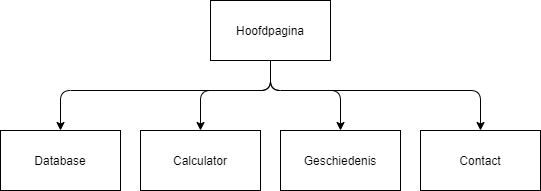 Hoofdpagina
Database
Calculator
Geschiedenis
Contact